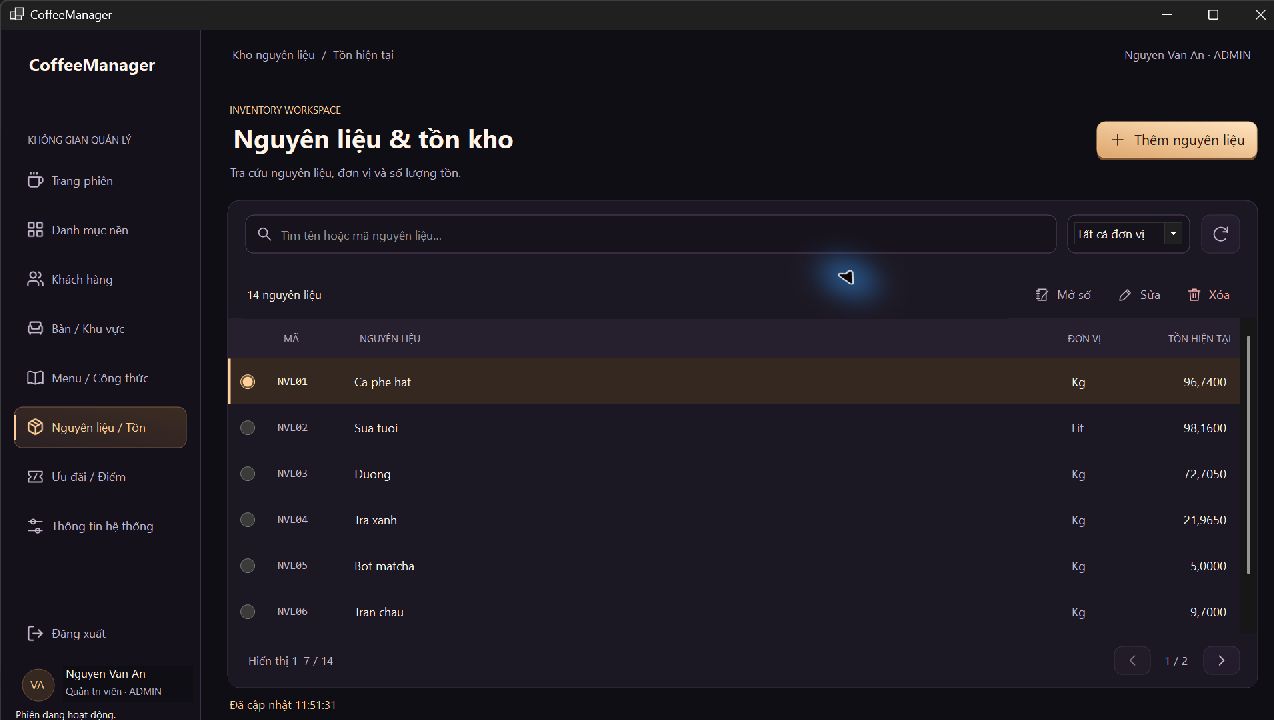 CoffeeManager
CoffeeManager
Kho nguyên liệu / Tồn hiện tại
Nguyen Van An · ADMIN
INVENTORY WORKSPACE
Nguyên liệu & tồn kho
+ Thêm nguyên liệu
Tra cứu nguyên liệu, đơn vị và số lượng tồn.
KHÔNG GIAN QUẢN LÝ
Trang phiên
Danh mục nền
Khách hàng
Bàn / Khu vực
Menu / Công thức
Nguyên liệu / Tồn
Ưu đãi / Điểm
Thông tin hệ thống
Đăng xuất
VA
Nguyen Van An
Quản trị viên · ADMIN
Phiên đang hoạt động.
Tìm tên hoặc mã nguyên liệu...
Tất cả đơn vị
14 nguyên liệu
Mở sổ Sửa Xóa
MÃ NGUYÊN LIỆU ĐƠN VỊ TỒN HIỆN TẠI
NVL01 Ca phe hat Kg 96,7400
NVL02 Sua tuoi Lit 98,1600
NVL03 Duong Kg 72,7050
NVL04 Tra xanh Kg 21,9650
NVL05 Bot matcha Kg 5,0000
NVL06 Tran chau Kg 9,7000
Hiển thị 1–7 / 14
1 / 2
Đã cập nhật 11:51:31